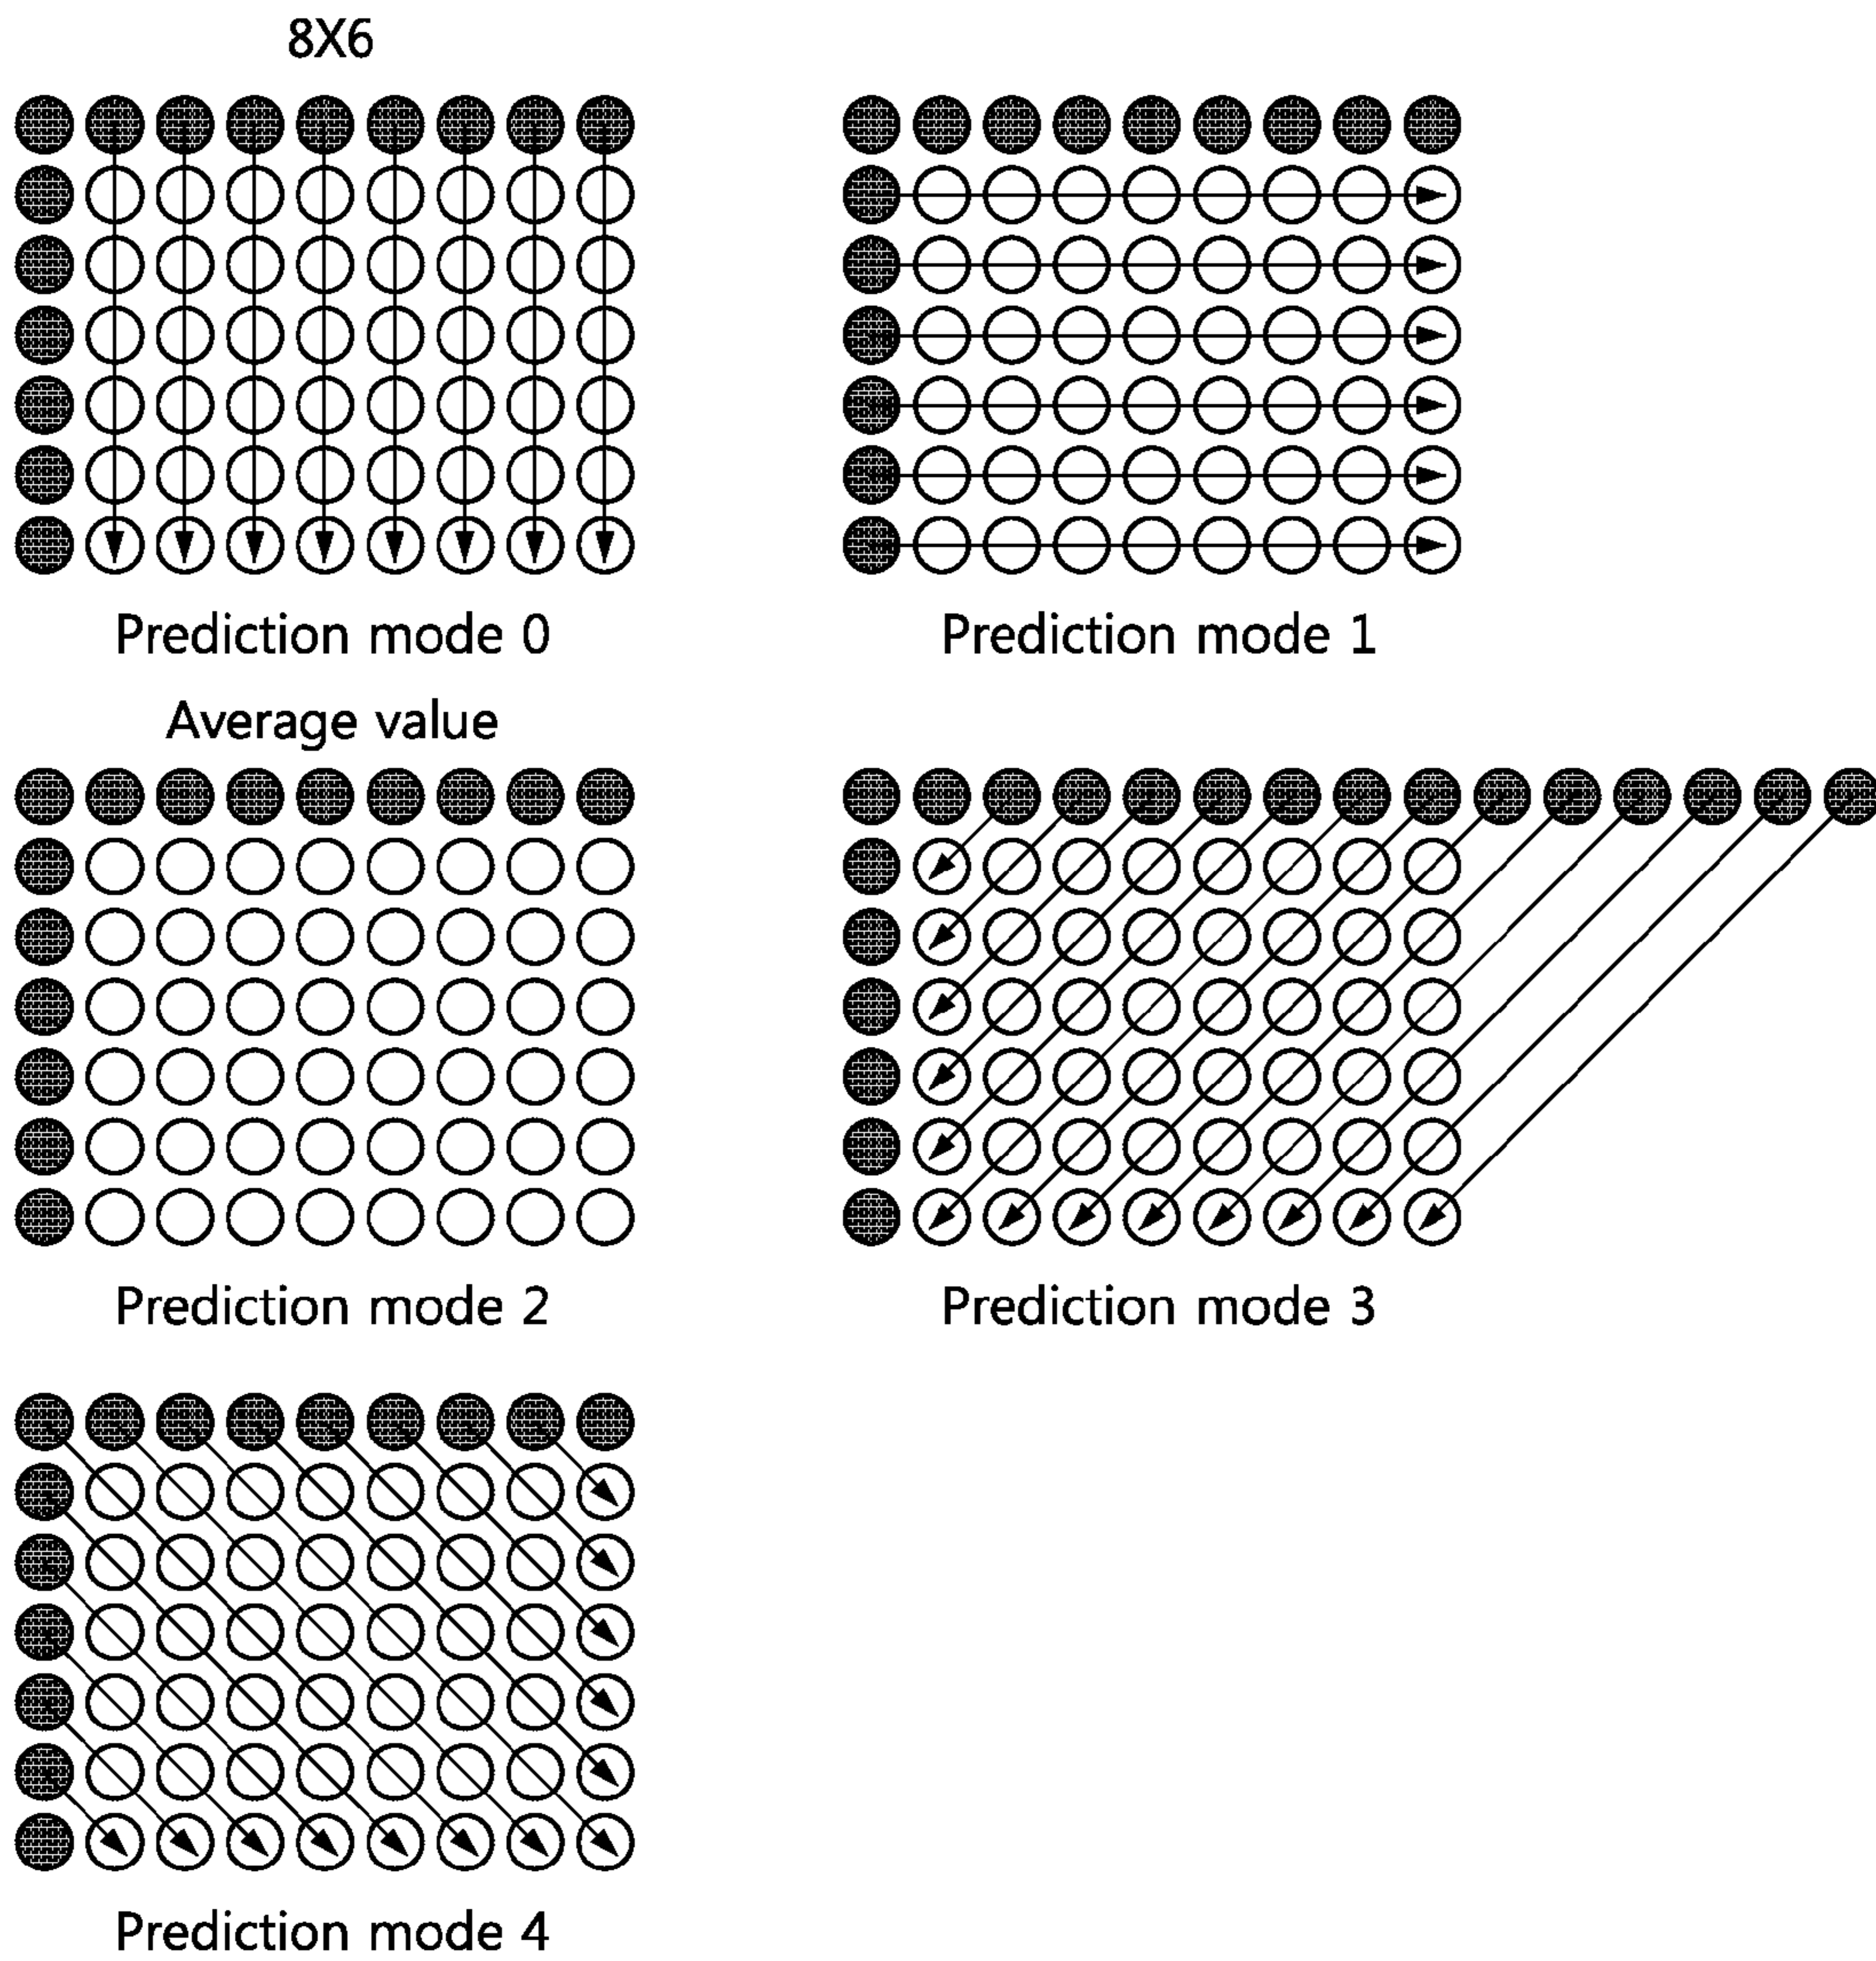 8X6
Prediction mode 0
Prediction mode 1
Average value
Prediction mode 2
Prediction mode 3
Prediction mode 4